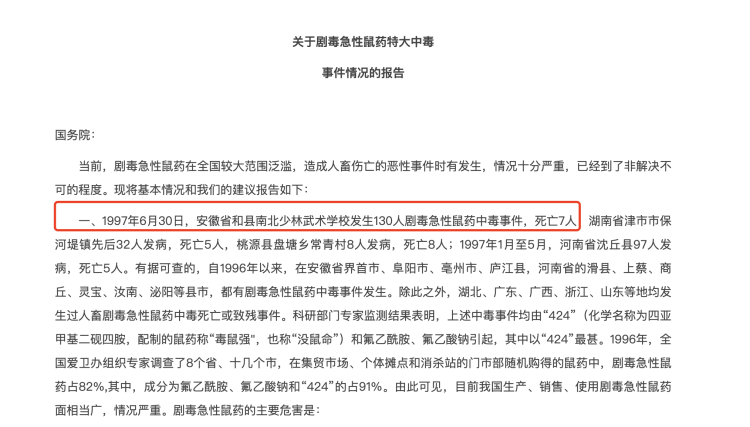 关于剧毒急性鼠药特大中毒
事件情况的报告
国务院：
当前，剧毒急性鼠药在全国较大范围泛滥，造成人畜伤亡的恶性事件时有发生，情况十分严重，已经到了非解决不
可的程度。现将基本情况和我们的建议报告如下：
一、1997年6月30日，安徽省和县南北少林武术学校发生130人剧毒急性鼠药中毒事件，死亡7人 湖南省津市市保
河堤镇先后32人发病，死亡5人，桃源县盘塘乡常青村8人发病，死亡8人；1997年1月至5月，河南省沈丘县97人发
病，死亡5人。有据可查的，自1996年以来，在安徽省界首市、阜阳市、亳州市、庐江县，河南省的滑县、上蔡、商
丘、灵宝、汝南、泌阳等县市，都有剧毒急性鼠药中毒事件发生。除此之外，湖北、广东、广西、浙江、山东等地均发
生过人畜剧毒急性鼠药中毒死亡或致残事件。科研部门专家监测结果表明，上述中毒事件均由“424”（化学名称为四亚
甲基二砚四胺，配制的鼠药称“毒鼠强"，也称“没鼠命”）和氟乙酰胺、氟乙酸钠引起，其中以“424”最甚。1996年，全
国爱卫办组织专家调查了8个省、十几个市，在集贸市场、个体摊点和消杀站的门市部随机购得的鼠药中，剧毒急性鼠
药占82%,其中，成分为氟乙酰胺、氟乙酸钠和“424”的占91%。由此可见，目前我国生产、销售、使用剧毒急性鼠药
面相当广，情况严重。剧毒急性鼠药的主要危害是：